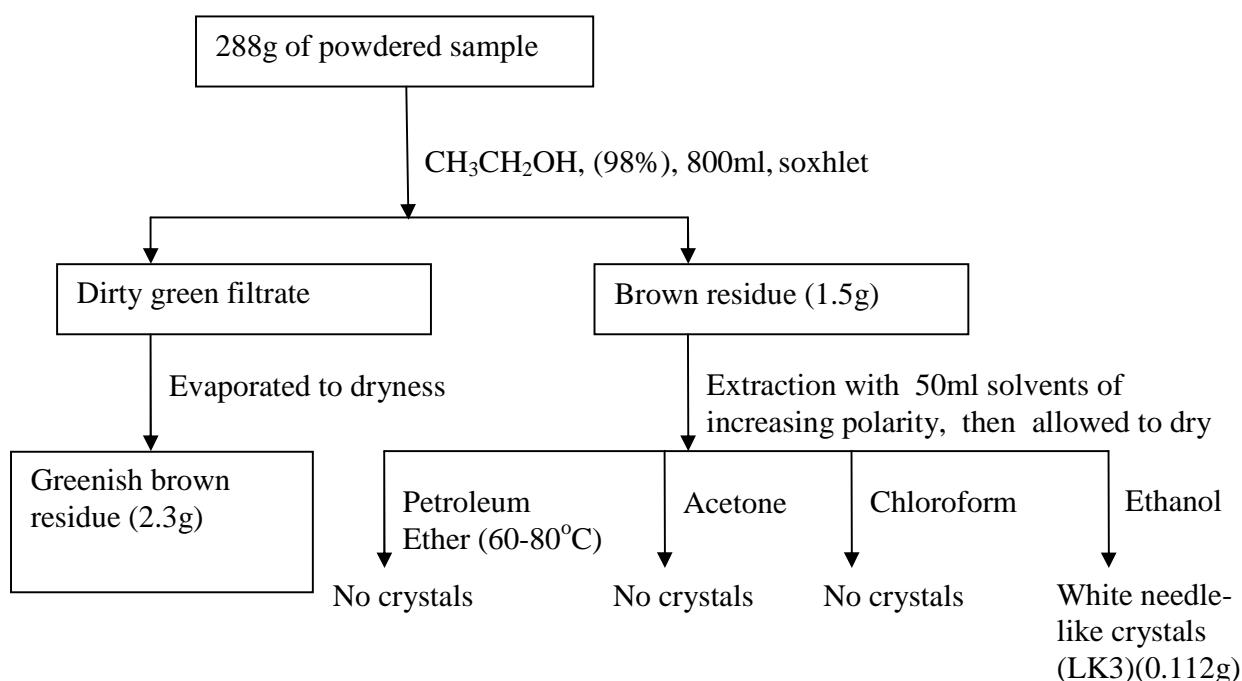 288g of powdered sample
CH₃CH₂OH, (98%), 800ml, soxhlet
Dirty green filtrate
Brown residue (1.5g)
Evaporated to dryness
Extraction with 50ml solvents of
increasing polarity, then allowed to dry
Greenish brown
residue (2.3g)
Petroleum
Ether (60-80°C)
Acetone
Chloroform
Ethanol
No crystals
No crystals
No crystals
White needle-
like crystals
(LK3)(0.112g)